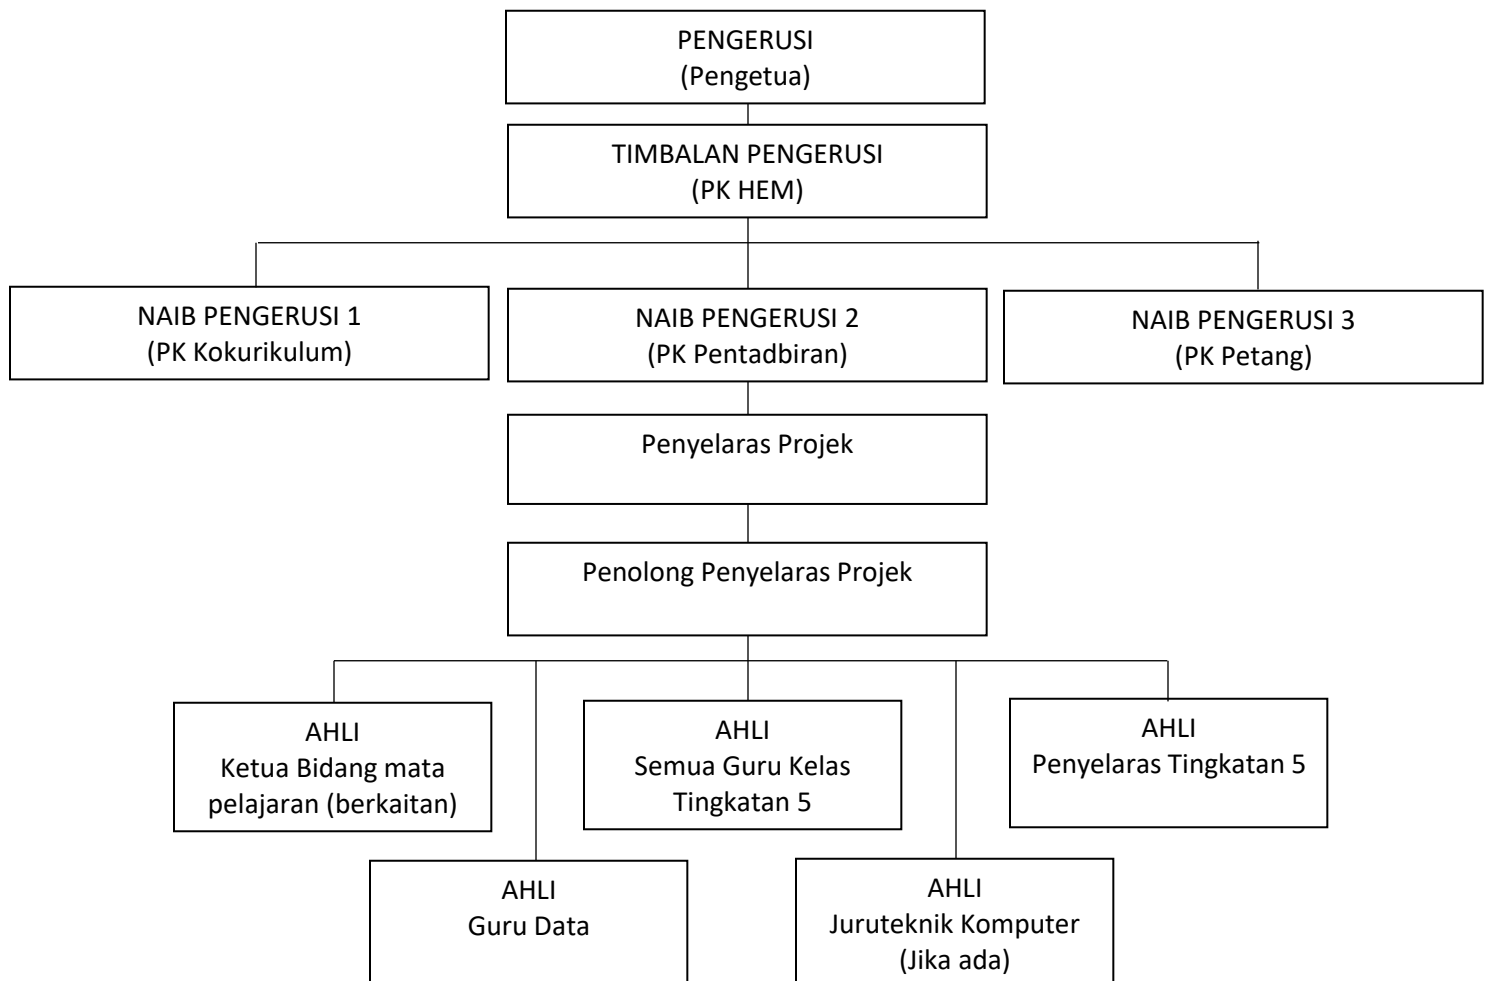 PENGERUSI
(Pengetua)
TIMBALAN PENGERUSI
(PK HEM)
NAIB PENGERUSI 1
(PK Kokurikulum)
NAIB PENGERUSI 2
(PK Pentadbiran)
NAIB PENGERUSI 3
(PK Petang)
Penyelaras Projek
Penolong Penyelaras Projek
AHLI
Ketua Bidang mata
pelajaran (berkaitan)
AHLI
Semua Guru Kelas
Tingkatan 5
AHLI
Penyelaras Tingkatan 5
AHLI
Guru Data
AHLI
Juruteknik Komputer
(Jika ada)